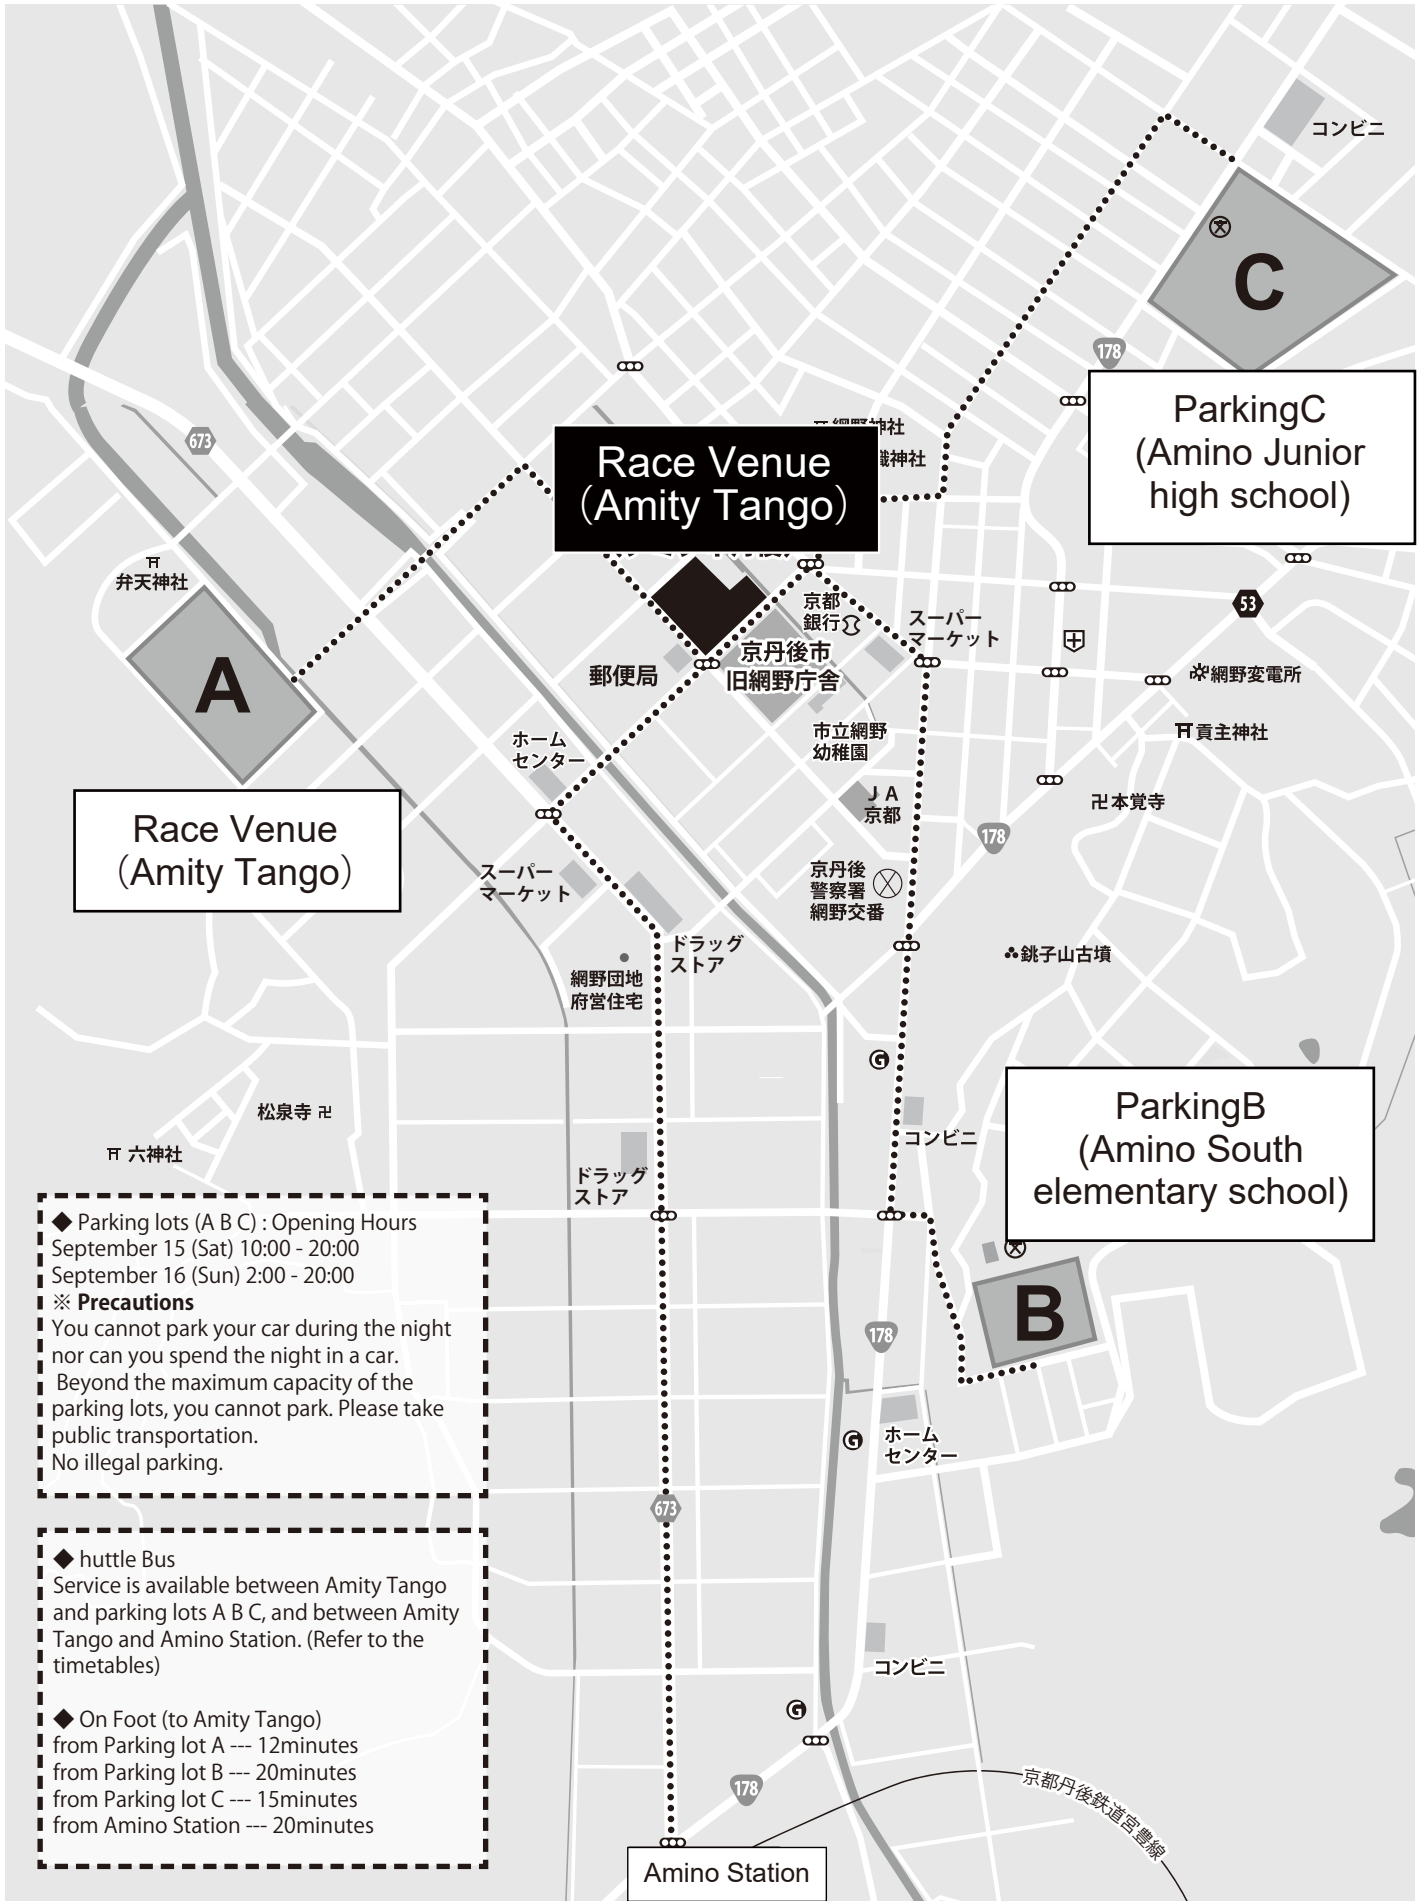 コンビニ
C
178
ParkingC
(Amino Junior
high school)
673
Race Venue
（Amity Tango）
弁天神社
A
Race Venue
（Amity Tango）
京都
銀行
スーパー
マーケット
53
郵便局
京丹後市
旧網野庁舎
網野変電所
貢主神社
ホーム
センター
市立網野
幼稚園
ＪＡ
京都
本覚寺
178
スーパー
マーケット
京丹後
警察署
網野交番
ドラッグ
ストア
銚子山古墳
網野団地
府営住宅
G
ParkingB
(Amino South
elementary school)
コンビニ
松泉寺
六神社
ドラッグ
ストア
B
178
G
ホーム
センター
◆ Parking lots (A B C) : Opening Hours
September 15 (Sat) 10:00 - 20:00
September 16 (Sun) 2:00 - 20:00
※ Precautions
You cannot park your car during the night
nor can you spend the night in a car.
Beyond the maximum capacity of the
parking lots, you cannot park. Please take
public transportation.
No illegal parking.
673
◆ huttle Bus
Service is available between Amity Tango
and parking lots A B C, and between Amity
Tango and Amino Station. (Refer to the
timetables)
◆ On Foot (to Amity Tango)
from Parking lot A --- 12minutes
from Parking lot B --- 20minutes
from Parking lot C --- 15minutes
from Amino Station --- 20minutes
コンビニ
G
178
京都丹後鉄道宮豊線
Amino Station